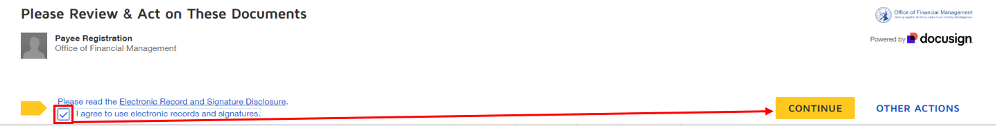 Please Review & Act on These Documents
Office of Financial Management
Payee Registration
Office of Financial Management
Powered by docusign
Please read the Electronic Record and Signature Disclosure.
I agree to use electronic records and signatures.
CONTINUE
OTHER ACTIONS